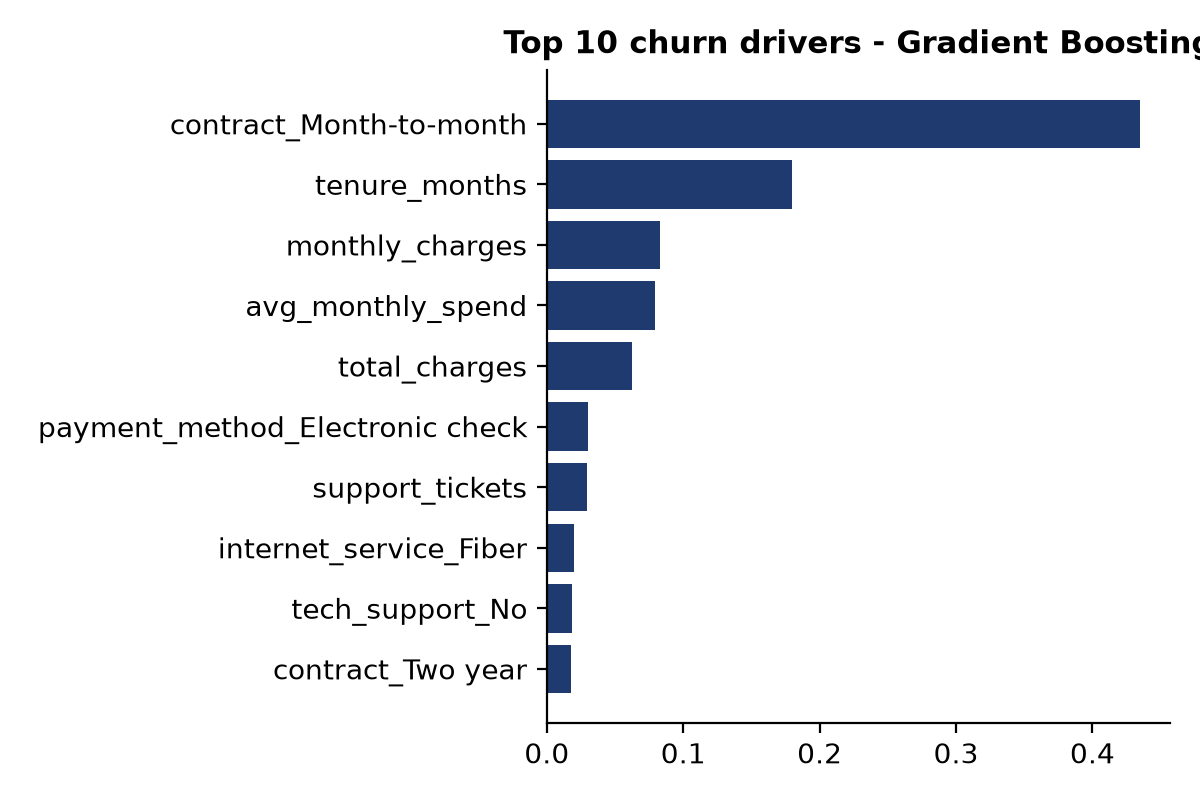 Top 10 churn drivers - Gradient Boosting
contract_Month-to-month
tenure_months
monthly_charges
avg_monthly_spend
total_charges
payment_method_Electronic check
support_tickets
internet_service_Fiber
tech_support_No
contract_Two year
0.0 0.1 0.2 0.3 0.4